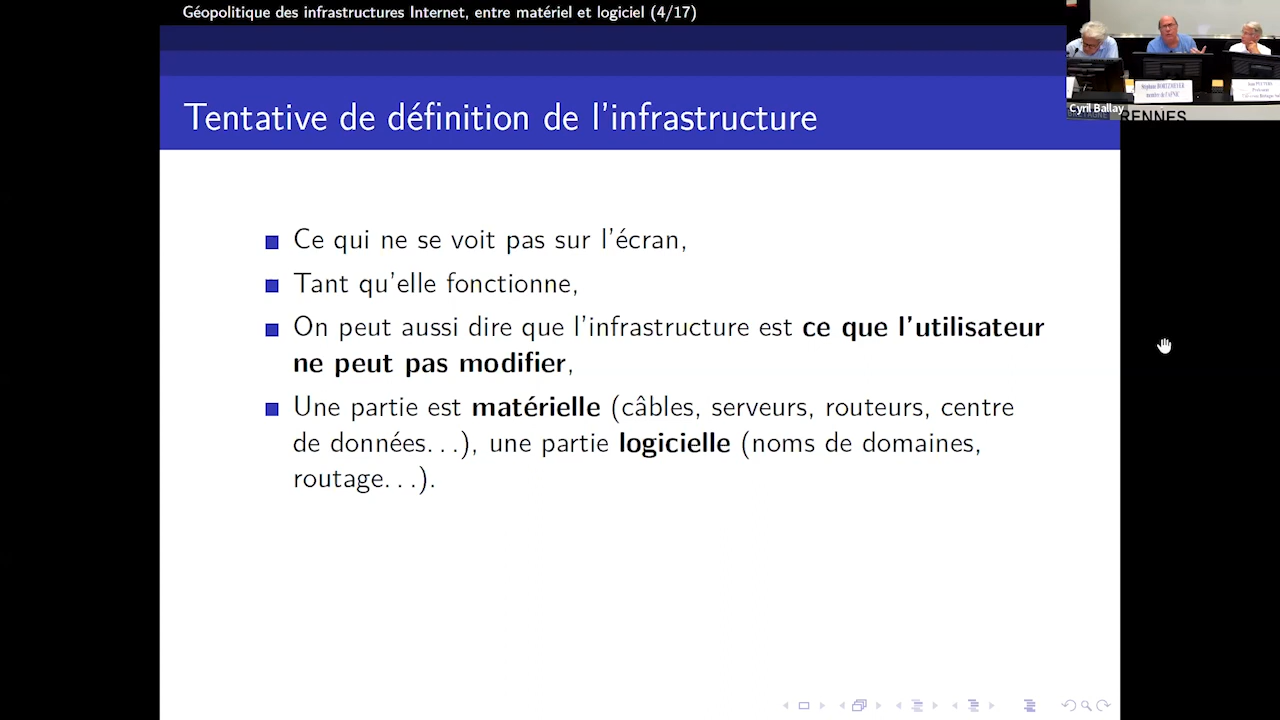 Géopolitique des infrastructures Internet, entre matériel et logiciel (4/17)
Tentative de définition de l'infrastructure
Ce qui ne se voit pas sur l'écran,
Tant qu'elle fonctionne,
On peut aussi dire que l'infrastructure est ce que l'utilisateur
ne peut pas modifier,
Une partie est matérielle (câbles, serveurs, routeurs, centre
de données...), une partie logicielle (noms de domaines,
routage...).
Stéphane BORTZMEYER
Cyril Ballay
RENNES